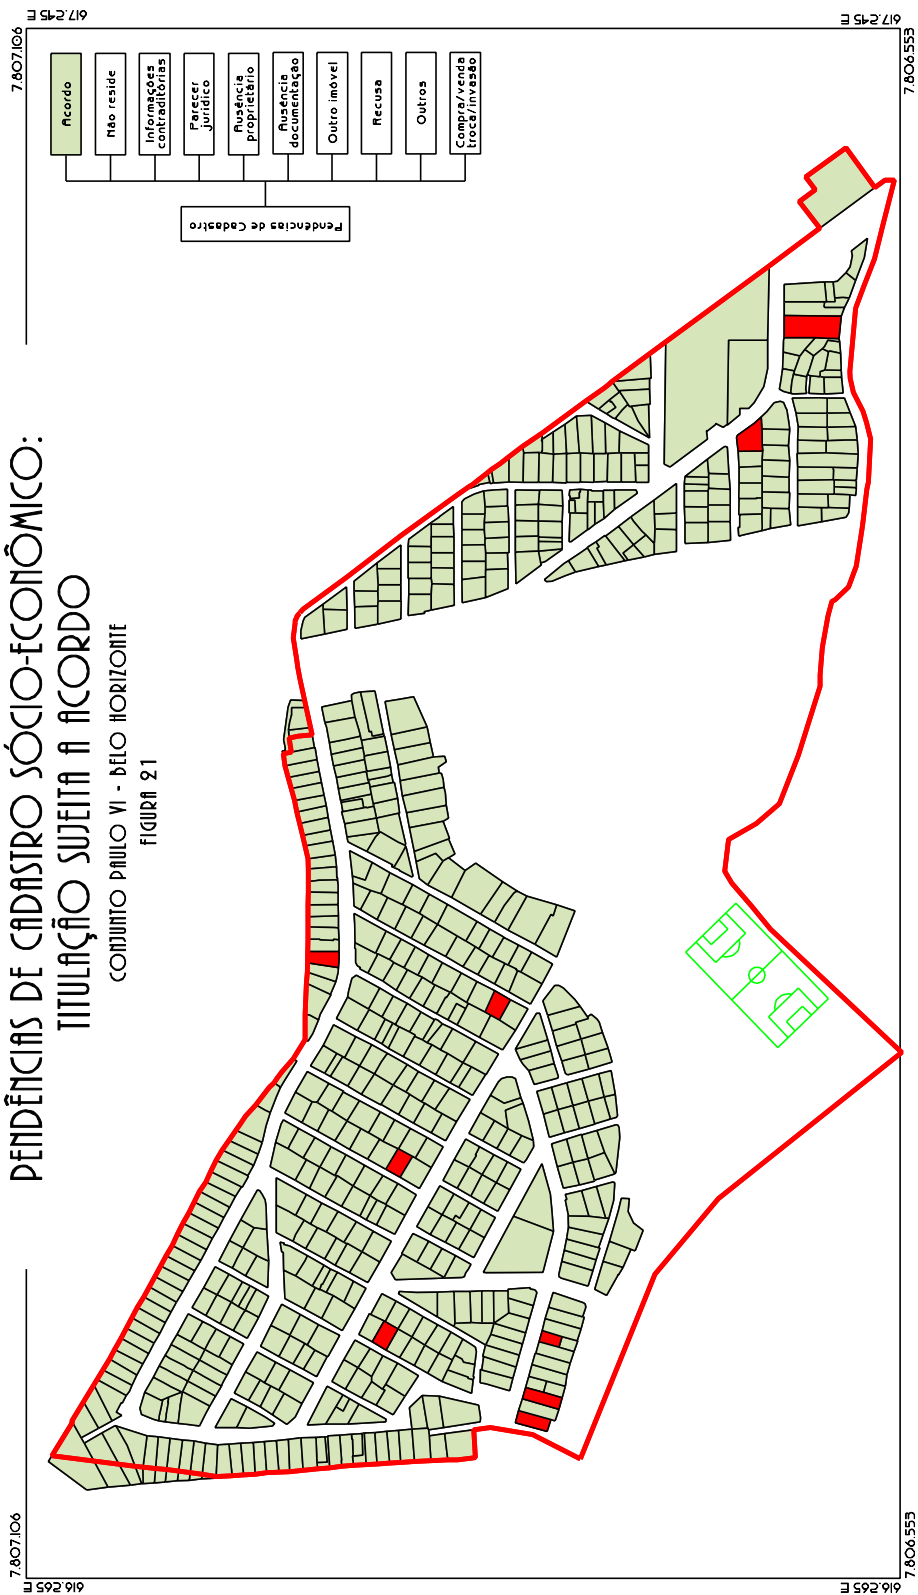 PENDÊNCIAS DE CADASTRO SÓCIO-ECONÔMICO:
TITULAÇÃO SUJEITA A ACORDO
CONJUNTO PAULO VI - BELO HORIZONTE
FIGURA 21
Pendências de Cadastro
Acordo
Não reside
Informações
contraditórias
Parecer
jurídico
Ausência
proprietário
Ausência
documentação
Outro imóvel
Recusa
Outros
Compra/venda
troca/invasão
7.807.106
617.245 E
617.245 E
7.806.553
7.807.106
616.265 E
616.265 E
7.806.553